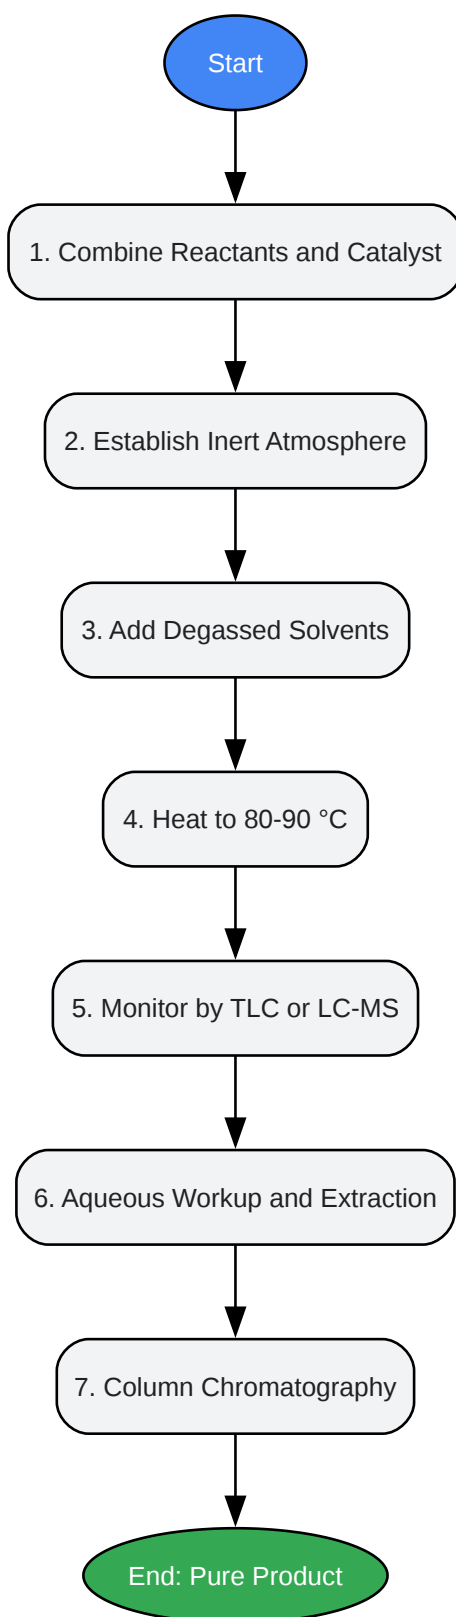 Start
1. Combine Reactants and Catalyst
2. Establish Inert Atmosphere
3. Add Degassed Solvents
4. Heat to 80-90 °C
5. Monitor by TLC or LC-MS
6. Aqueous Workup and Extraction
7. Column Chromatography
End: Pure Product